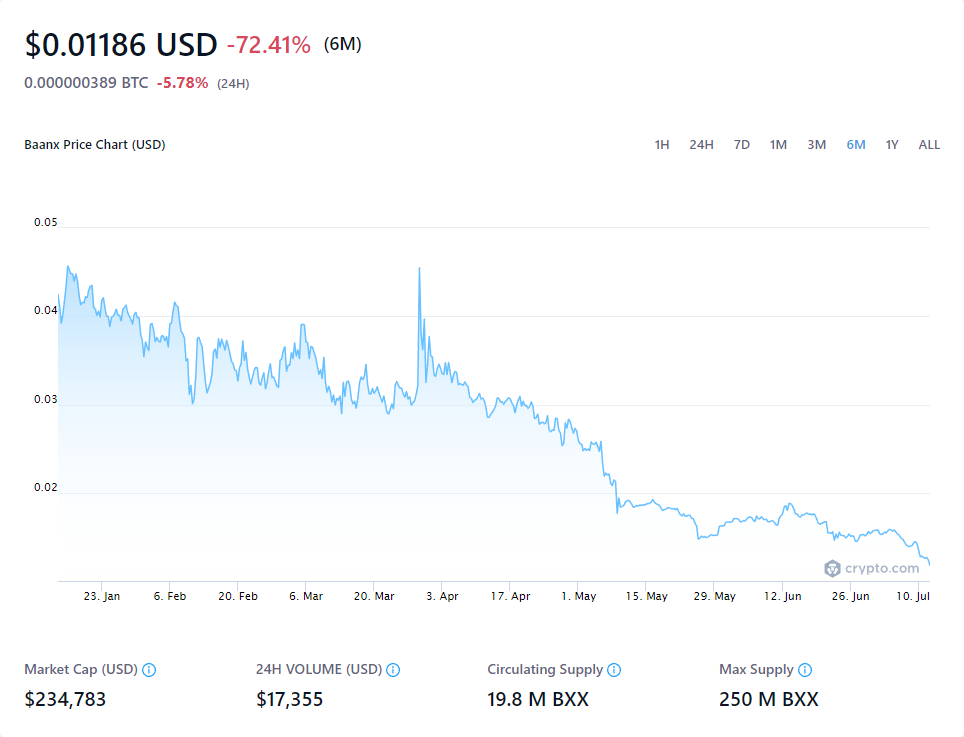 $0.01186 USD -72.41% (6M)
0.000000389 BTC -5.78% (24H)
Baanx Price Chart (USD) 1H 24H 7D 1M 3M 6M 1Y ALL
0.05
0.04
0.03
0.02
crypto.com
23. Jan 6. Feb 20. Feb 6. Mar 20. Mar 3. Apr 17. Apr 1. May 15. May 29. May 12. Jun 26. Jun 10. Jul
Market Cap (USD) 24H VOLUME (USD) Circulating Supply Max Supply
$234,783 $17,355 19.8 M BXX 250 M BXX